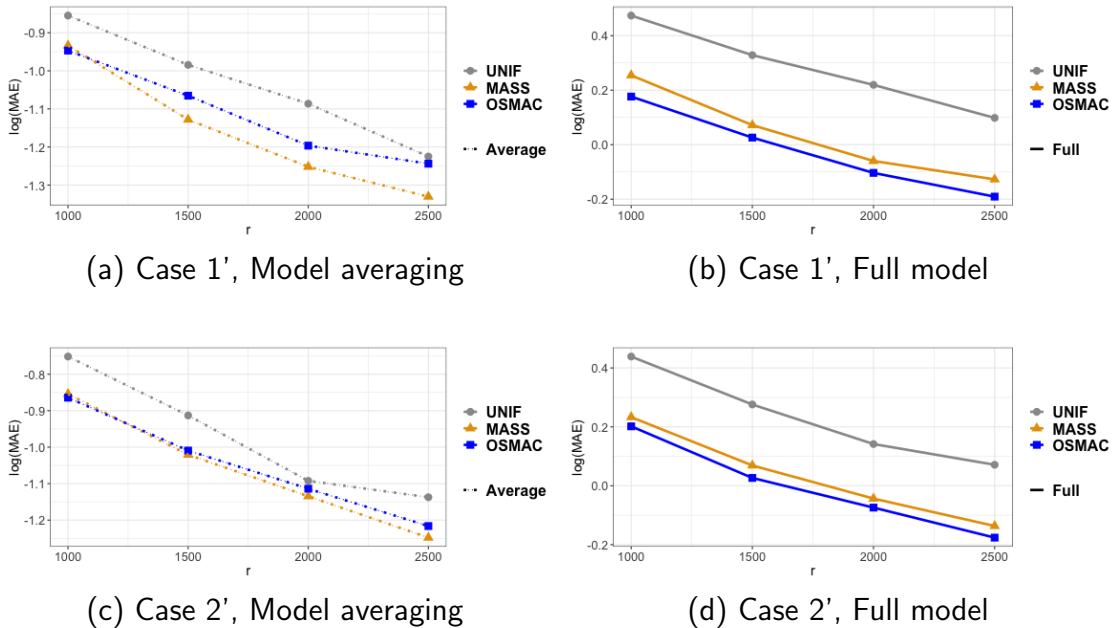 -0.9
-1.0
-1.1
-1.2
-1.3
log(MAE)
1000 1500 2000 2500
r
UNIF
MASS
OSMAC
Average
(a) Case 1’, Model averaging
0.4
0.2
0.0
-0.2
log(MAE)
1000 1500 2000 2500
r
UNIF
MASS
OSMAC
Full
(b) Case 1’, Full model
-0.8
-0.9
-1.0
-1.1
-1.2
log(MAE)
1000 1500 2000 2500
r
UNIF
MASS
OSMAC
Average
(c) Case 2’, Model averaging
0.4
0.2
0.0
-0.2
log(MAE)
1000 1500 2000 2500
r
UNIF
MASS
OSMAC
Full
(d) Case 2’, Full model